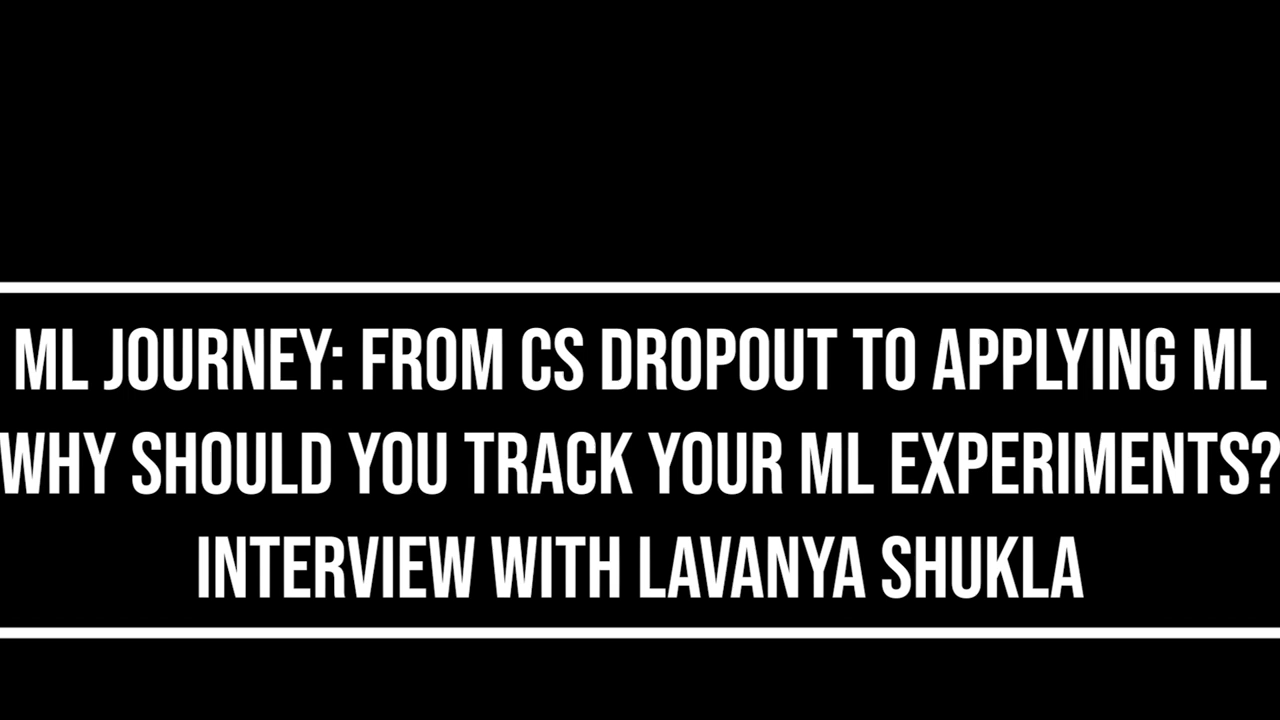 ML JOURNEY: FROM CS DROPOUT TO APPLYING ML
WHY SHOULD YOU TRACK YOUR ML EXPERIMENTS?
INTERVIEW WITH LAVANYA SHUKLA